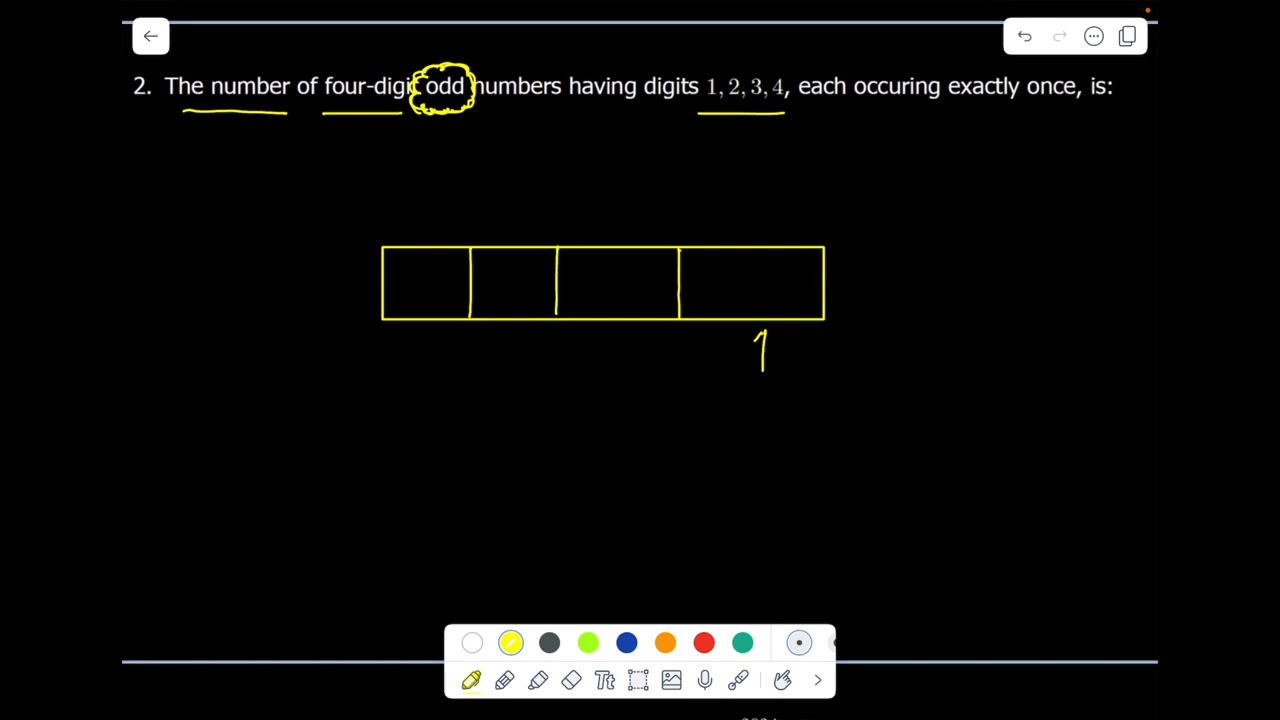 2. The number of four-digit odd numbers having digits 1, 2, 3, 4, each occuring exactly once, is:
1
Tt